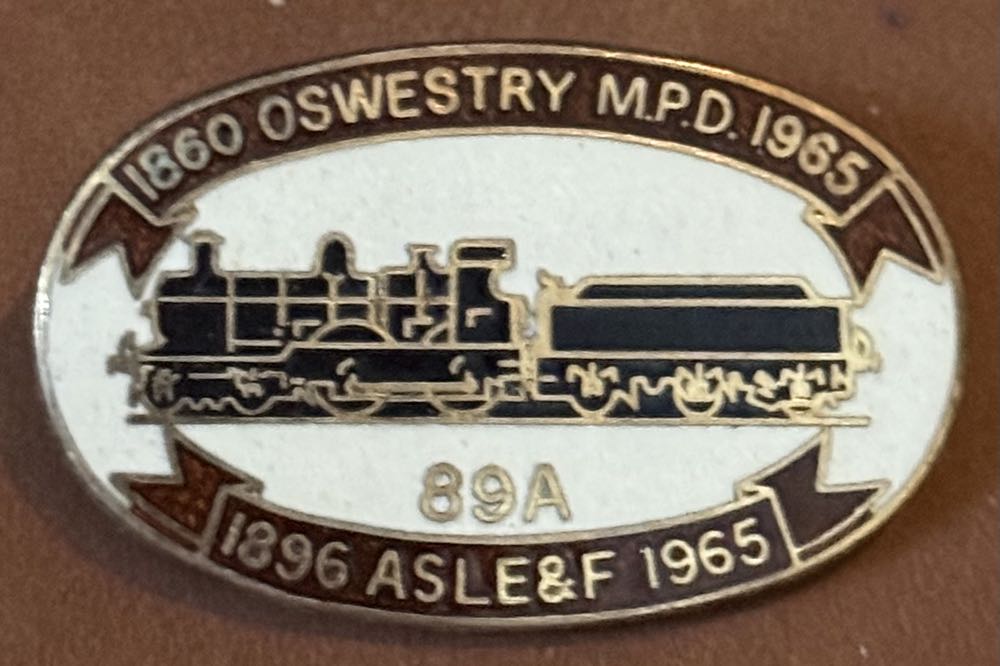 1860 OSWESTRY M.P.D. 1965
89A
1896 ASLE&F 1965